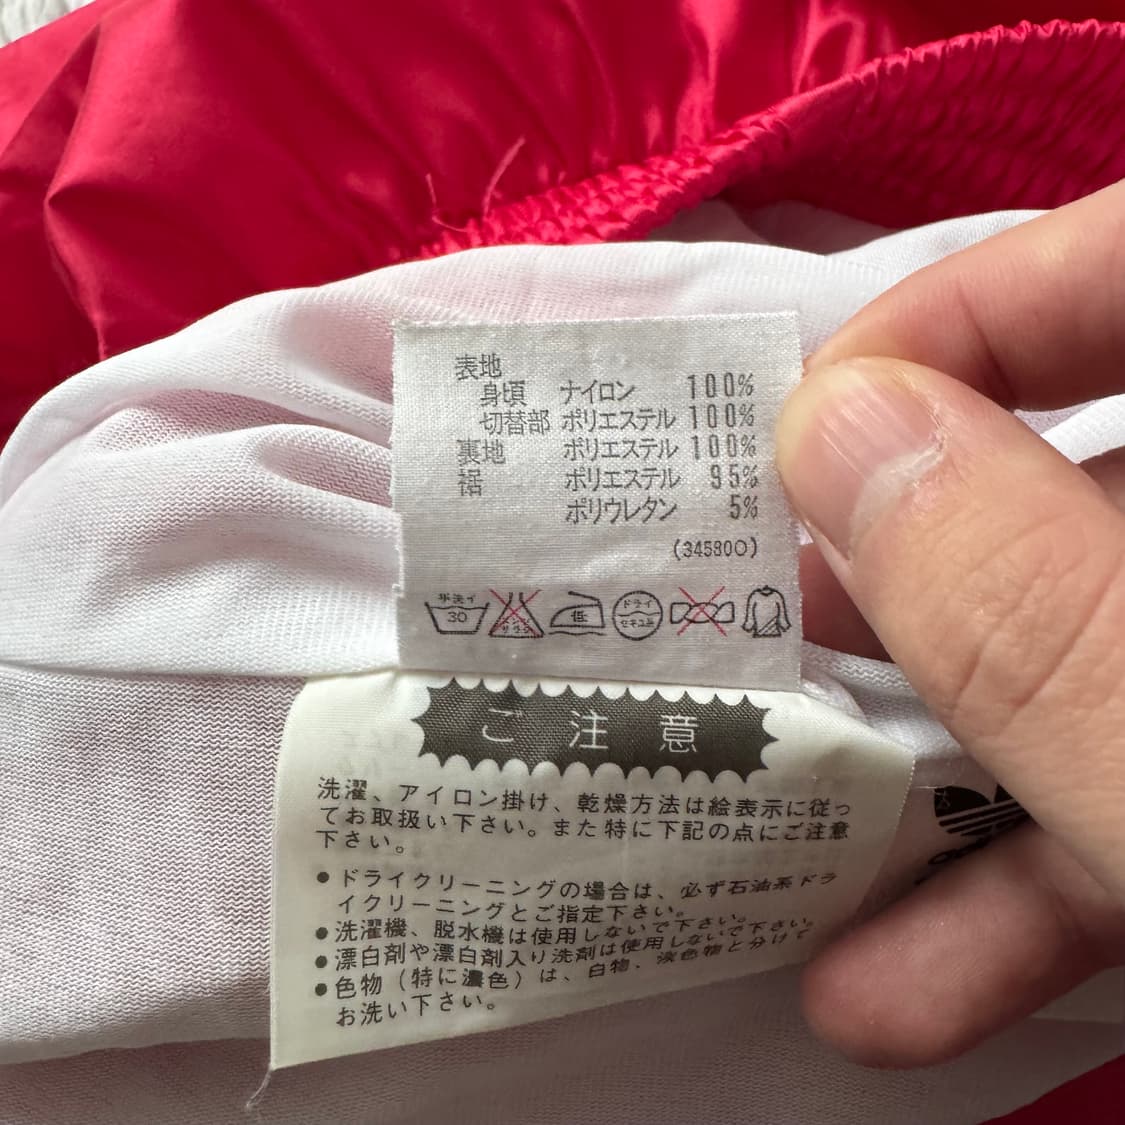 表地
身頃 ナイロン 100%
切替部 ポリエステル 100%
裏地 ポリエステル 100%
裾 ポリエステル 95%
ポリウレタン 5%
(345800)
手洗イ 30 低 ドライ セキユ系
ご注意
洗濯、アイロン掛け、乾燥方法は絵表示に従っ
てお取扱い下さい。また特に下記の点にご注意
下さい。
●ドライクリーニングの場合は、必ず石油系ドラ
イクリーニングとご指定下さい。
●洗濯機、脱水機は使用しないで下さい。
●漂白剤や漂白剤入り洗剤は使用しないで下さい。
●色物(特に濃色)は、白物、淡色物と分けて
お洗い下さい。